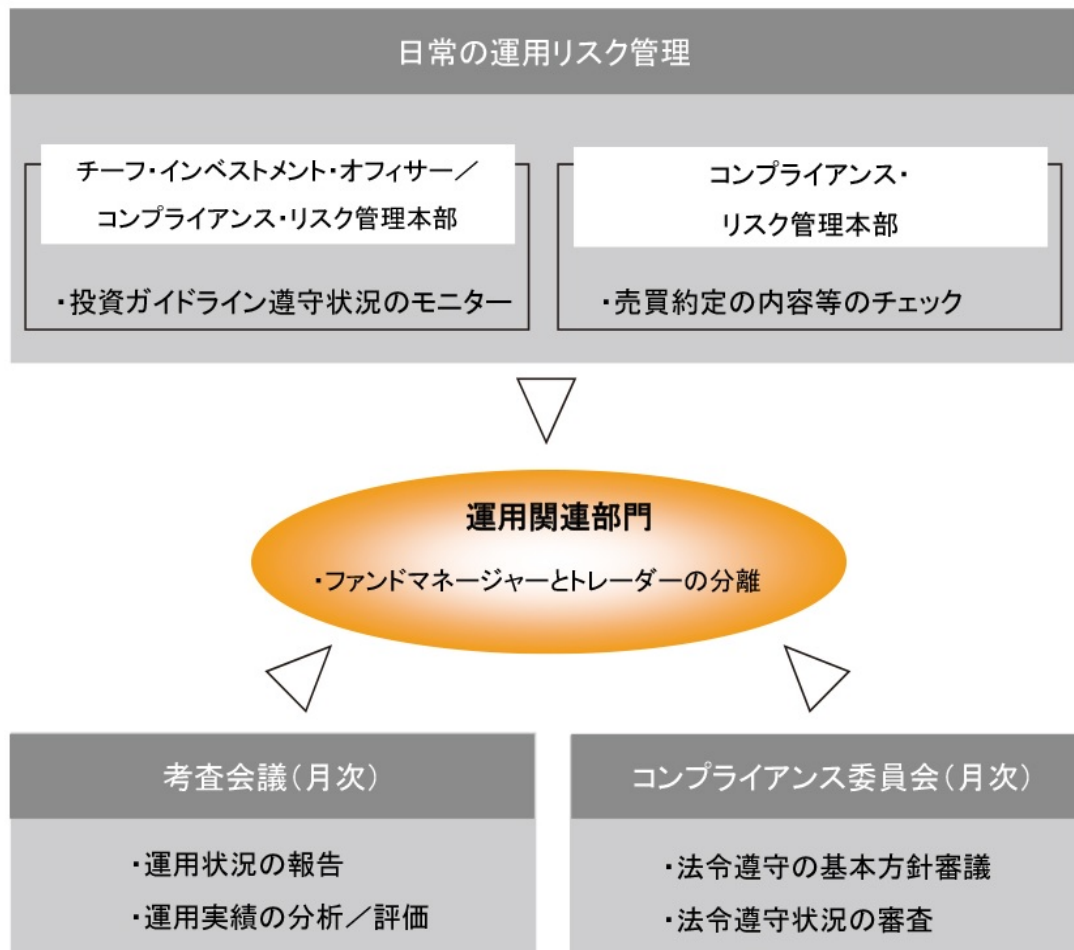 日常の運用リスク管理
チーフ・インベストメント・オフィサー／
コンプライアンス・リスク管理本部
・投資ガイドライン遵守状況のモニター
コンプライアンス・
リスク管理本部
・売買約定の内容等のチェック
運用関連部門
・ファンドマネージャーとトレーダーの分離
考査会議（月次）
・運用状況の報告
・運用実績の分析／評価
コンプライアンス委員会（月次）
・法令遵守の基本方針審議
・法令遵守状況の審査